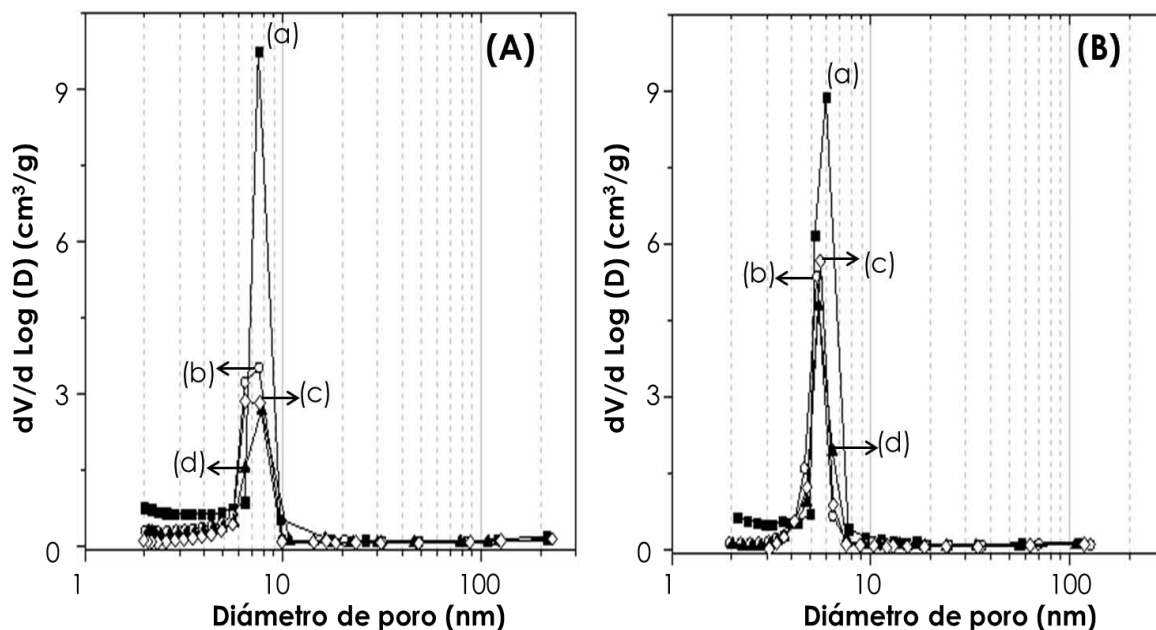 (A)
(a)
(b)
(c)
(d)
9
6
3
0
1
10
100
dV/d Log (D) (cm³/g)
Diámetro de poro (nm)
(B)
(a)
(b)
(c)
(d)
9
6
3
0
1
10
100
dV/d Log (D) (cm³/g)
Diámetro de poro (nm)